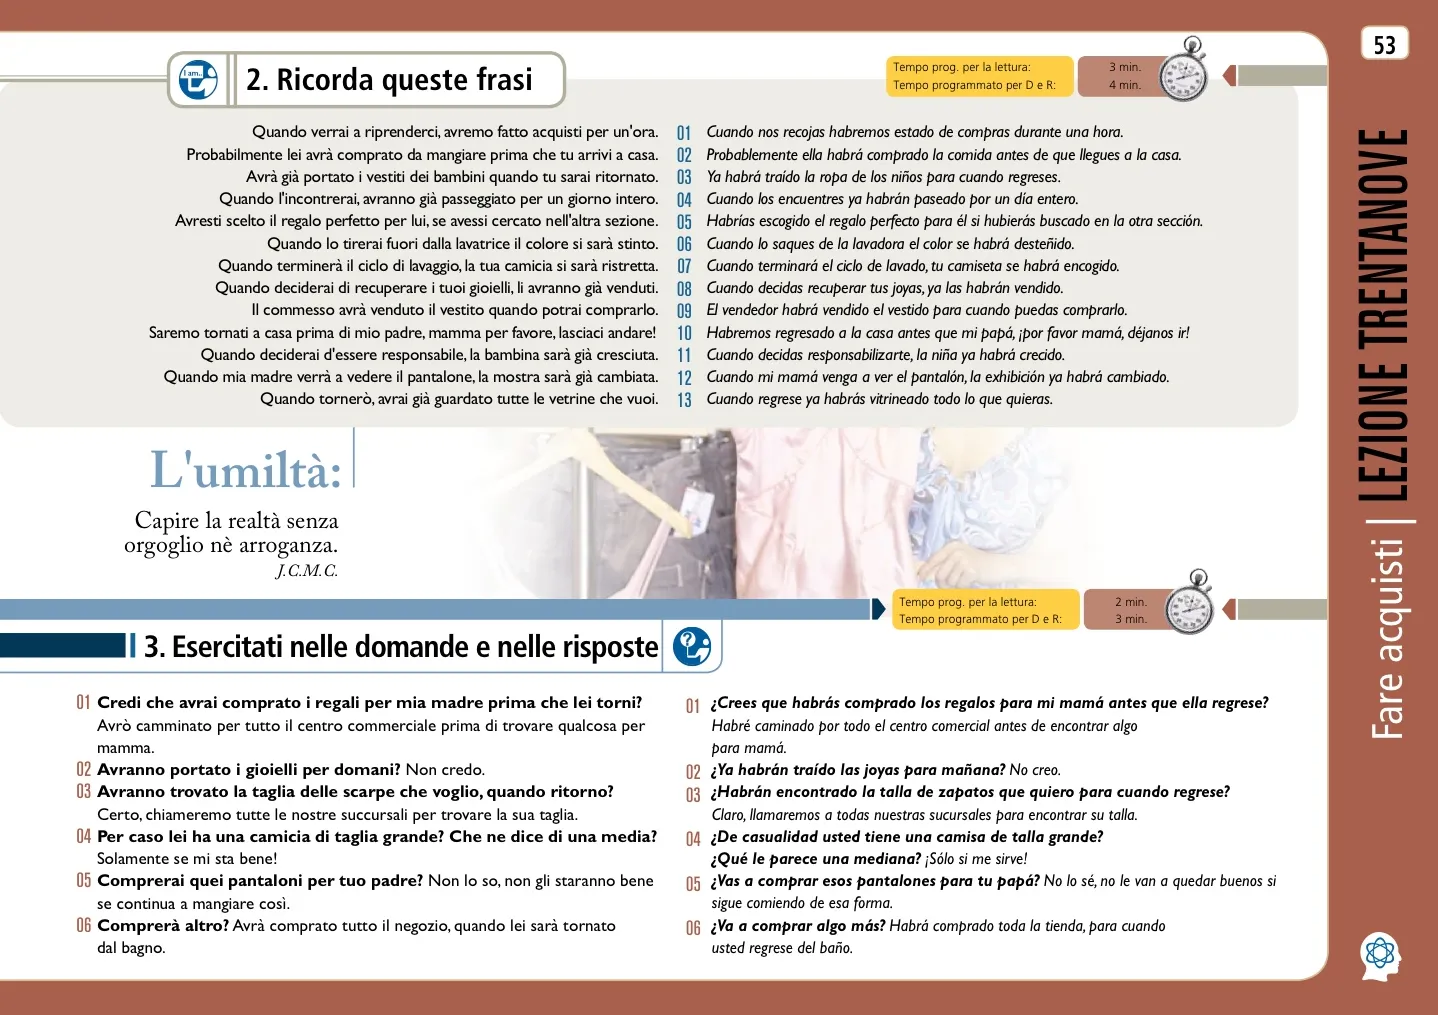 53
I am...
2. Ricorda queste frasi
Tempo prog. per la lettura: 3 min.
Tempo programmato per D e R: 4 min.
Quando verrai a riprenderci, avremo fatto acquisti per un'ora. 01 Cuando nos recojas habremos estado de compras durante una hora.
Probabilmente lei avrà comprato da mangiare prima che tu arrivi a casa. 02 Probablemente ella habrá comprado la comida antes de que llegues a la casa.
Avrà già portato i vestiti dei bambini quando tu sarai ritornato. 03 Ya habrá traído la ropa de los niños para cuando regreses.
Quando l'incontrerai, avranno già passeggiato per un giorno intero. 04 Cuando los encuentres ya habrán paseado por un día entero.
Avresti scelto il regalo perfetto per lui, se avessi cercato nell'altra sezione. 05 Habrías escogido el regalo perfecto para él si hubierás buscado en la otra sección.
Quando lo tirerai fuori dalla lavatrice il colore si sarà stinto. 06 Cuando lo saques de la lavadora el color se habrá desteñido.
Quando terminerà il ciclo di lavaggio, la tua camicia si sarà ristretta. 07 Cuando terminará el ciclo de lavado, tu camiseta se habrá encogido.
Quando deciderai di recuperare i tuoi gioielli, li avranno già venduti. 08 Cuando decidas recuperar tus joyas, ya las habrán vendido.
Il commesso avrà venduto il vestito quando potrai comprarlo. 09 El vendedor habrá vendido el vestido para cuando puedas comprarlo.
Saremo tornati a casa prima di mio padre, mamma per favore, lasciaci andare! 10 Habremos regresado a la casa antes que mi papá, ¡por favor mamá, déjanos ir!
Quando deciderai d'essere responsabile, la bambina sarà già cresciuta. 11 Cuando decidas responsabilizarte, la niña ya habrá crecido.
Quando mia madre verrà a vedere il pantalone, la mostra sarà già cambiata. 12 Cuando mi mamá venga a ver el pantalón, la exhibición ya habrá cambiado.
Quando tornerò, avrai già guardato tutte le vetrine che vuoi. 13 Cuando regrese ya habrás vitrineado todo lo que quieras.
L'umiltà:
Capire la realtà senza
orgoglio nè arroganza.
J.C.M.C.
Tempo prog. per la lettura: 2 min.
Tempo programmato per D e R: 3 min.
3. Esercitati nelle domande e nelle risposte
01 Credi che avrai comprato i regali per mia madre prima che lei torni?
Avrò camminato per tutto il centro commerciale prima di trovare qualcosa per
mamma.
02 Avranno portato i gioielli per domani? Non credo.
03 Avranno trovato la taglia delle scarpe che voglio, quando ritorno?
Certo, chiameremo tutte le nostre succursali per trovare la sua taglia.
04 Per caso lei ha una camicia di taglia grande? Che ne dice di una media?
Solamente se mi sta bene!
05 Comprerai quei pantaloni per tuo padre? Non lo so, non gli staranno bene
se continua a mangiare così.
06 Comprerà altro? Avrà comprato tutto il negozio, quando lei sarà tornato
dal bagno.
01 ¿Crees que habrás comprado los regalos para mi mamá antes que ella regrese?
Habré caminado por todo el centro comercial antes de encontrar algo
para mamá.
02 ¿Ya habrán traído las joyas para mañana? No creo.
03 ¿Habrán encontrado la talla de zapatos que quiero para cuando regrese?
Claro, llamaremos a todas nuestras sucursales para encontrar su talla.
04 ¿De casualidad usted tiene una camisa de talla grande?
¿Qué le parece una mediana? ¡Sólo si me sirve!
05 ¿Vas a comprar esos pantalones para tu papá? No lo sé, no le van a quedar buenos si
sigue comiendo de esa forma.
06 ¿Va a comprar algo más? Habrá comprado toda la tienda, para cuando
usted regrese del baño.
Fare acquisti | LEZIONE TRENTANOVE